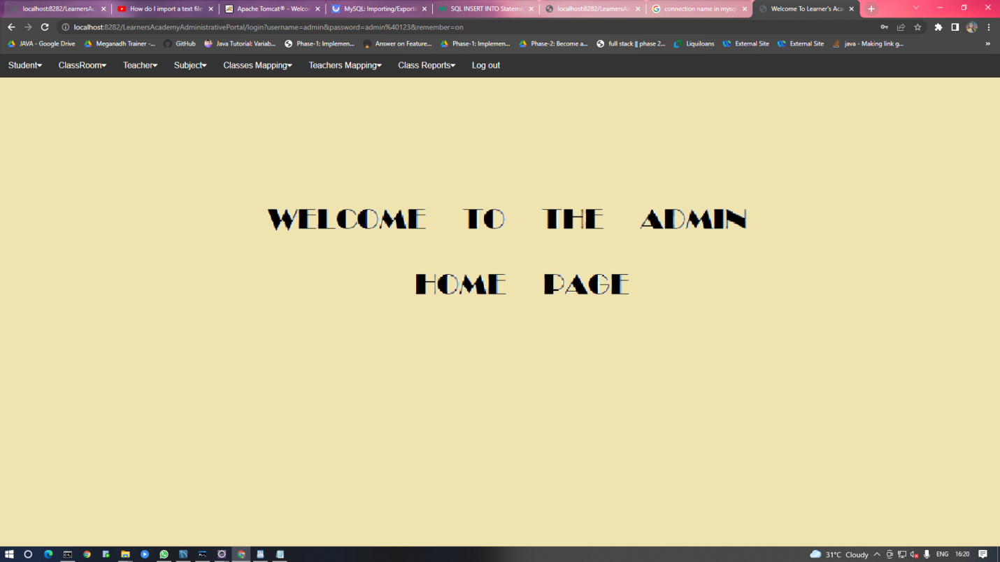 localhost:8282/LearnersAc
How do I import a text file
Apache Tomcat® - Welcom
MySQL: Importing/Exporti
SQL INSERT INTO Stateme
localhost:8282/LearnersAc
connection name in mysql
Welcome To Learner's Aca
localhost:8282/LearnersAcademyAdministrativePortal/login?username=admin&password=admin%40123&remember=on
JAVA - Google Drive
Meganadh Trainer -...
GitHub
Java Tutorial: Variab...
Phase-1: Implemen...
Answer on Feature...
Phase-1: Implemen...
Phase-2: Become a...
full stack || phase 2...
Liquiloans
External Site
External Site
java - Making link g...
»
Student
ClassRoom
Teacher
Subject
Classes Mapping
Teachers Mapping
Class Reports
Log out
WELCOME TO THE ADMIN
HOME PAGE
31°C Cloudy
ENG
16:20